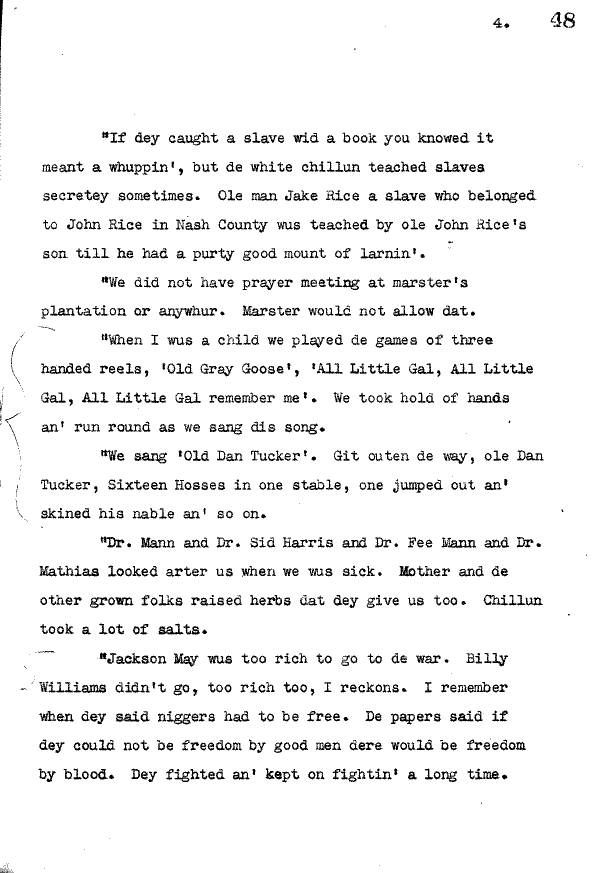 4. 48
"If dey caught a slave wid a book you knowed it
meant a whuppin', but de white chillun teached slaves
secretey sometimes. Ole man Jake Rice a slave who belonged
to John Rice in Nash County wus teached by ole John Rice's
son till he had a purty good mount of larnin'.
"We did not have prayer meeting at marster's
plantation or anywhur. Marster would not allow dat.
"When I wus a child we played de games of three
handed reels, 'Old Gray Goose', 'All Little Gal, All Little
Gal, All Little Gal remember me'. We took hold of hands
an' run round as we sang dis song.
"We sang 'Old Dan Tucker'. Git outen de way, ole Dan
Tucker, Sixteen Hosses in one stable, one jumped out an'
skined his nable an' so on.
"Dr. Mann and Dr. Sid Harris and Dr. Fee Mann and Dr.
Mathias looked arter us when we wus sick. Mother and de
other grown folks raised herbs dat dey give us too. Chillun
took a lot of salts.
"Jackson May wus too rich to go to de war. Billy
Williams didn't go, too rich too, I reckons. I remember
when dey said niggers had to be free. De papers said if
dey could not be freedom by good men dere would be freedom
by blood. Dey fighted an' kept on fightin' a long time.